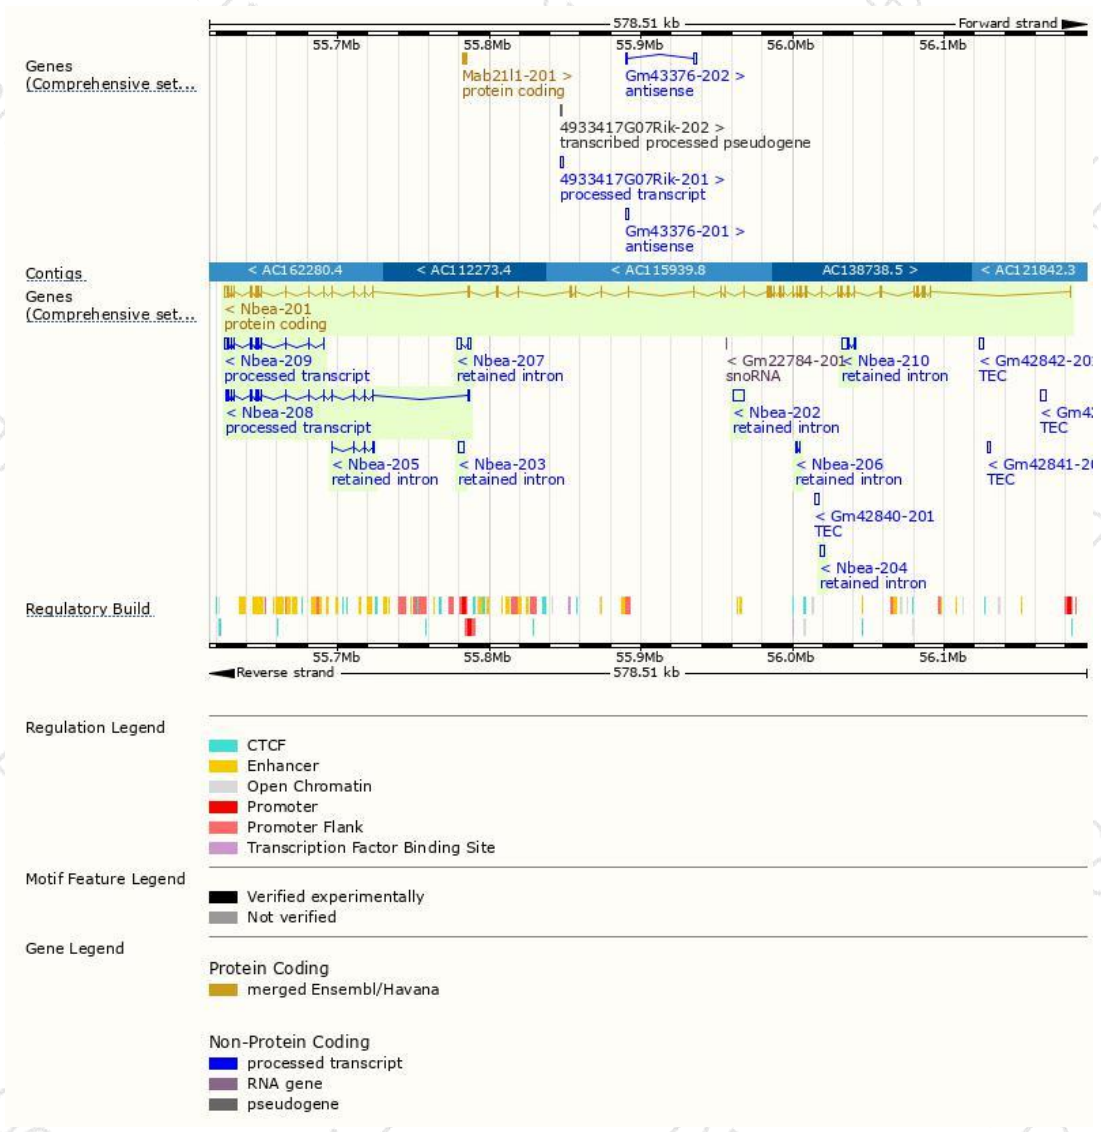 578.51 kb Forward strand
55.7Mb 55.8Mb 55.9Mb 56.0Mb 56.1Mb
Genes
(Comprehensive set...
Mab21l1-201 > Gm43376-202 >
protein coding antisense
4933417G07Rik-202 >
transcribed processed pseudogene
4933417G07Rik-201 >
processed transcript
Gm43376-201 >
antisense
Contigs < AC162280.4 < AC112273.4 < AC115939.8 AC138738.5 > < AC121842.3
Genes
(Comprehensive set...
< Nbea-201
protein coding
< Nbea-209 < Nbea-207 < Gm22784-201 < Nbea-210 < Gm42842-20
processed transcript retained intron snoRNA retained intron TEC
< Nbea-208 < Nbea-202 < Gm4
processed transcript retained intron TEC
< Nbea-205 < Nbea-203 < Nbea-206 < Gm42841-2
retained intron retained intron retained intron TEC
< Gm42840-201
TEC
< Nbea-204
retained intron
Regulatory Build
55.7Mb 55.8Mb 55.9Mb 56.0Mb 56.1Mb
Reverse strand 578.51 kb
Regulation Legend
CTCF
Enhancer
Open Chromatin
Promoter
Promoter Flank
Transcription Factor Binding Site
Motif Feature Legend
Verified experimentally
Not verified
Gene Legend
Protein Coding
merged Ensembl/Havana
Non-Protein Coding
processed transcript
RNA gene
pseudogene